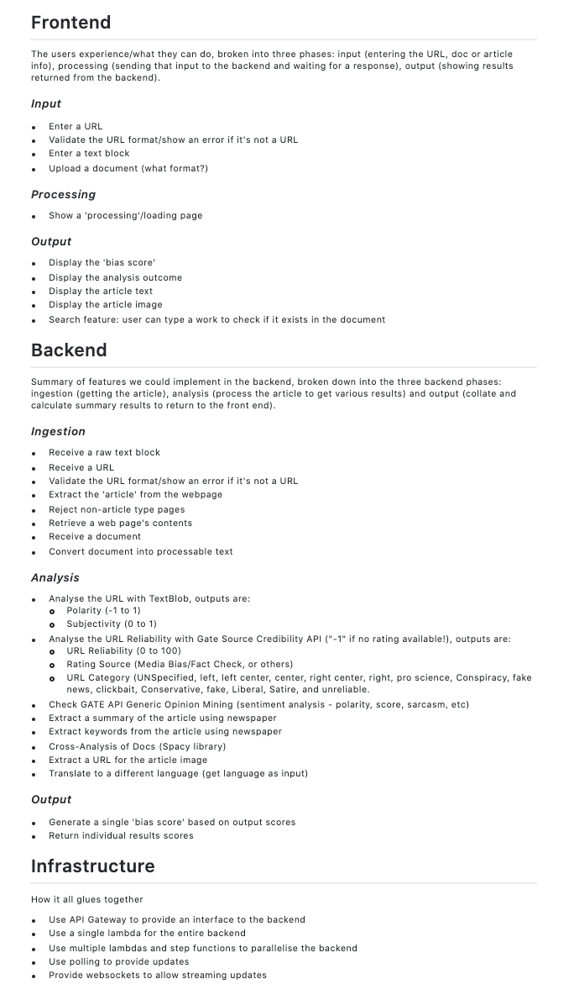 Frontend
The users experience/what they can do, broken into three phases: input (entering the URL, doc or article
info), processing (sending that input to the backend and waiting for a response), output (showing results
returned from the backend).
Input
• Enter a URL
• Validate the URL format/show an error if it's not a URL
• Enter a text block
• Upload a document (what format?)
Processing
• Show a 'processing'/loading page
Output
• Display the 'bias score'
• Display the analysis outcome
• Display the article text
• Display the article image
• Search feature: user can type a work to check if it exists in the document
Backend
Summary of features we could implement in the backend, broken down into the three backend phases:
ingestion (getting the article), analysis (process the article to get various results) and output (collate and
calculate summary results to return to the front end).
Ingestion
• Receive a raw text block
• Receive a URL
• Validate the URL format/show an error if it's not a URL
• Extract the 'article' from the webpage
• Reject non-article type pages
• Retrieve a web page's contents
• Receive a document
• Convert document into processable text
Analysis
• Analyse the URL with TextBlob, outputs are:
o Polarity (-1 to 1)
o Subjectivity (0 to 1)
• Analyse the URL Reliability with Gate Source Credibility API ("-1" if no rating available!), outputs are:
o URL Reliability (0 to 100)
o Rating Source (Media Bias/Fact Check, or others)
o URL Category (UNSpecified, left, left center, center, right center, right, pro science, Conspiracy, fake
news, clickbait, Conservative, fake, Liberal, Satire, and unreliable.
• Check GATE API Generic Opinion Mining (sentiment analysis - polarity, score, sarcasm, etc)
• Extract a summary of the article using newspaper
• Extract keywords from the article using newspaper
• Cross-Analysis of Docs (Spacy library)
• Extract a URL for the article image
• Translate to a different language (get language as input)
Output
• Generate a single 'bias score' based on output scores
• Return individual results scores
Infrastructure
How it all glues together
• Use API Gateway to provide an interface to the backend
• Use a single lambda for the entire backend
• Use multiple lambdas and step functions to parallelise the backend
• Use polling to provide updates
• Provide websockets to allow streaming updates